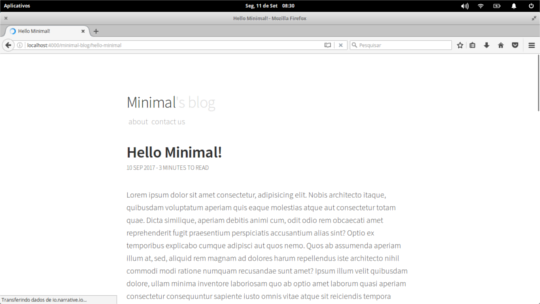 Aplicativos
Seg, 11 de Set 08:30
Hello Minimal! - Mozilla Firefox
Hello Minimal!
localhost:4000/minimal-blog/hello-minimal
Pesquisar
Minimal's blog
about contact us
Hello Minimal!
10 SEP 2017 - 3 MINUTES TO READ
Lorem ipsum dolor sit amet consectetur, adipisicing elit. Nobis architecto itaque,
quibusdam voluptatum aperiam quis eaque molestias atque aut consectetur totam
quae. Dicta similique, aperiam debitis animi cum, odit odio rem obcaecati amet
reprehenderit fugit praesentium perspiciatis accusantium alias sint? Optio ex
temporibus explicabo cumque adipisci aut quos nemo. Quos ab assumenda aperiam
illum at, sed, aliquid rem magnam ad dolores harum repellendus iste architecto nihil
commodi modi ratione numquam recusandae sunt amet? Ipsum illum velit quibusdam
dolore, ullam minima inventore laboriosam quo ab optio amet laborum quasi aperiam
consectetur consequuntur sapiente iusto omnis vitae atque sit reiciendis tempora
Transferindo dados de io.narrative.io...